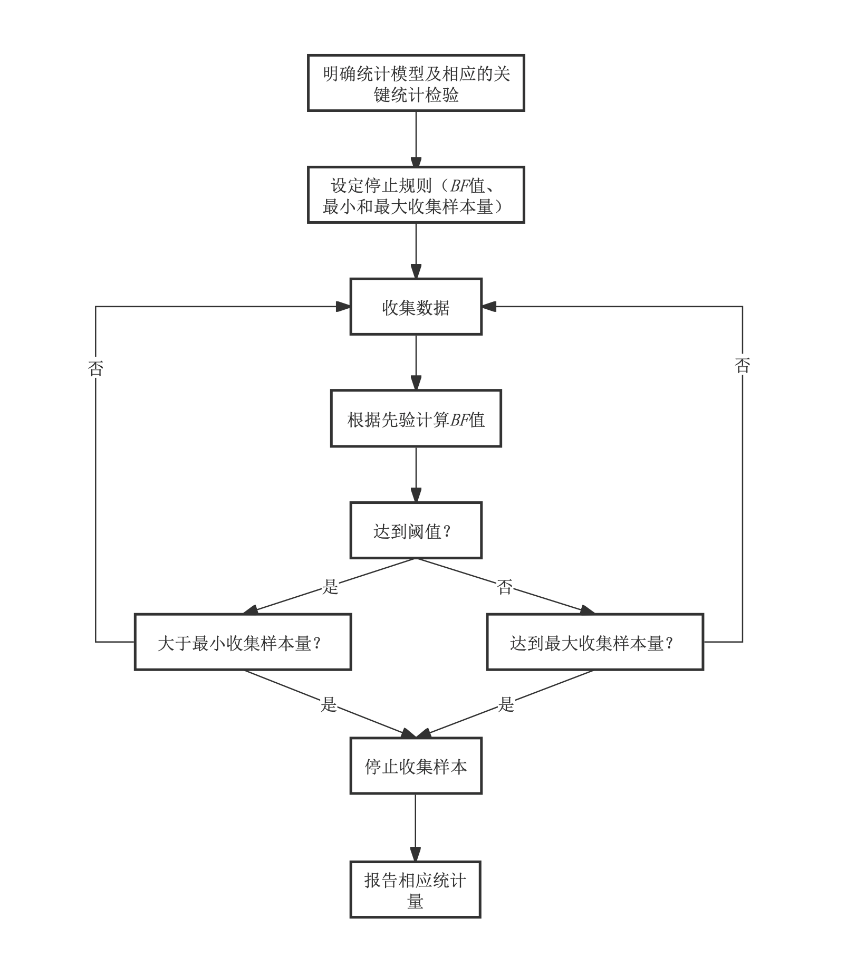 明确统计模型及相应的关
键统计检验
设定停止规则（BF值、
最小和最大收集样本量）
收集数据
否
否
根据先验计算BF值
达到阈值？
是
否
大于最小收集样本量？
达到最大收集样本量？
是
是
停止收集样本
报告相应统计
量